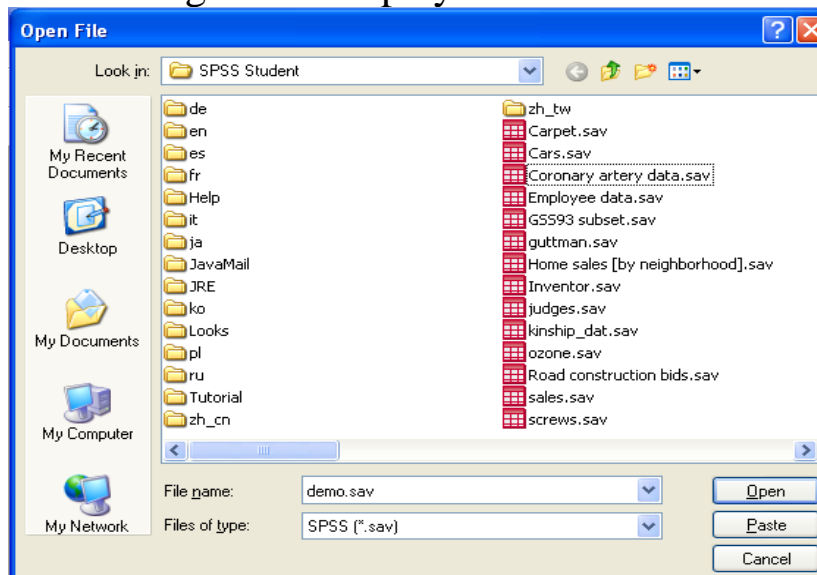 Open File
Look in:
SPSS Student
My Recent
Documents
Desktop
My Documents
My Computer
My Network
de
en
es
fr
Help
it
ja
JavaMail
JRE
ko
Looks
pl
ru
Tutorial
zh_cn
zh_tw
Carpet.sav
Cars.sav
Coronary artery data.sav
Employee data.sav
GSS93 subset.sav
guttman.sav
Home sales [by neighborhood].sav
Inventor.sav
judges.sav
kinship_dat.sav
ozone.sav
Road construction bids.sav
sales.sav
screws.sav
File name:
demo.sav
Open
Files of type:
SPSS (*.sav)
Paste
Cancel